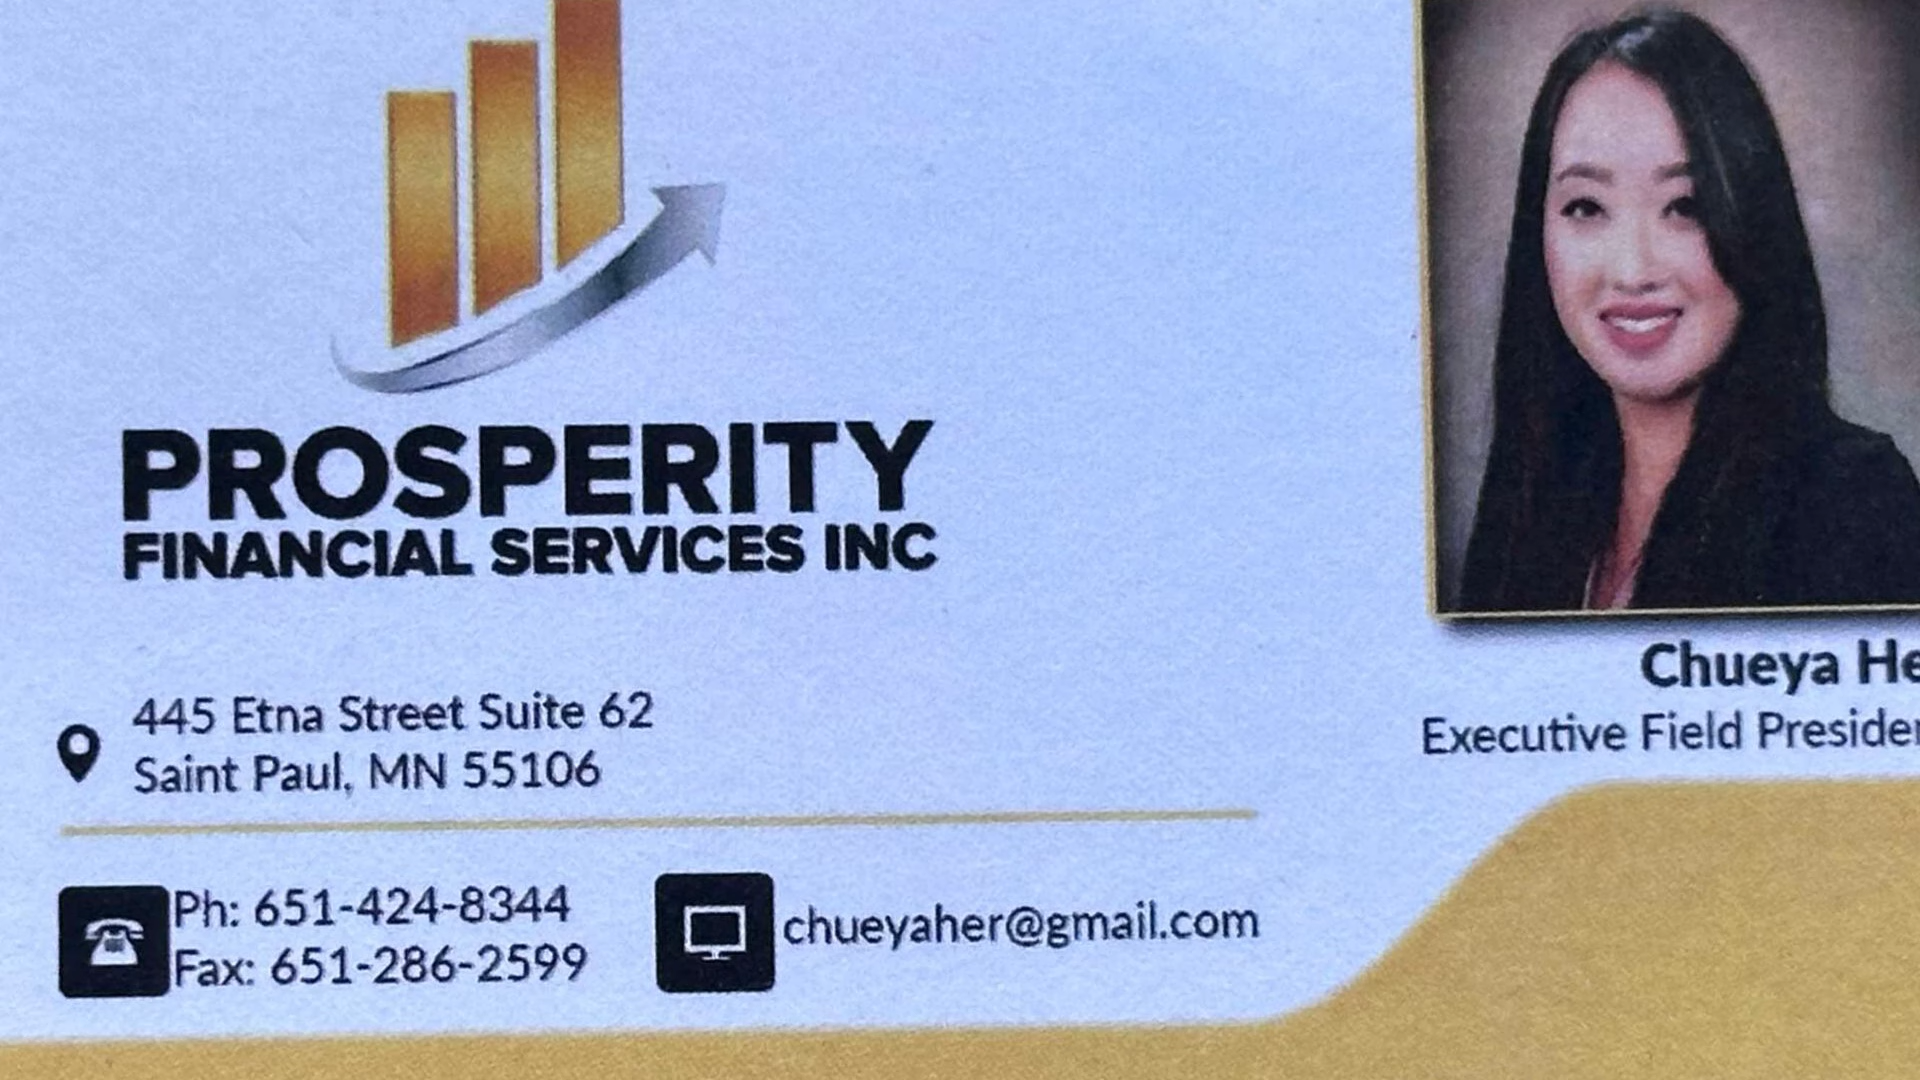 PROSPERITY
FINANCIAL SERVICES INC
445 Etna Street Suite 62
Saint Paul, MN 55106
Ph: 651-424-8344
Fax: 651-286-2599
chueyaher@gmail.com
Chueya He
Executive Field Presiden